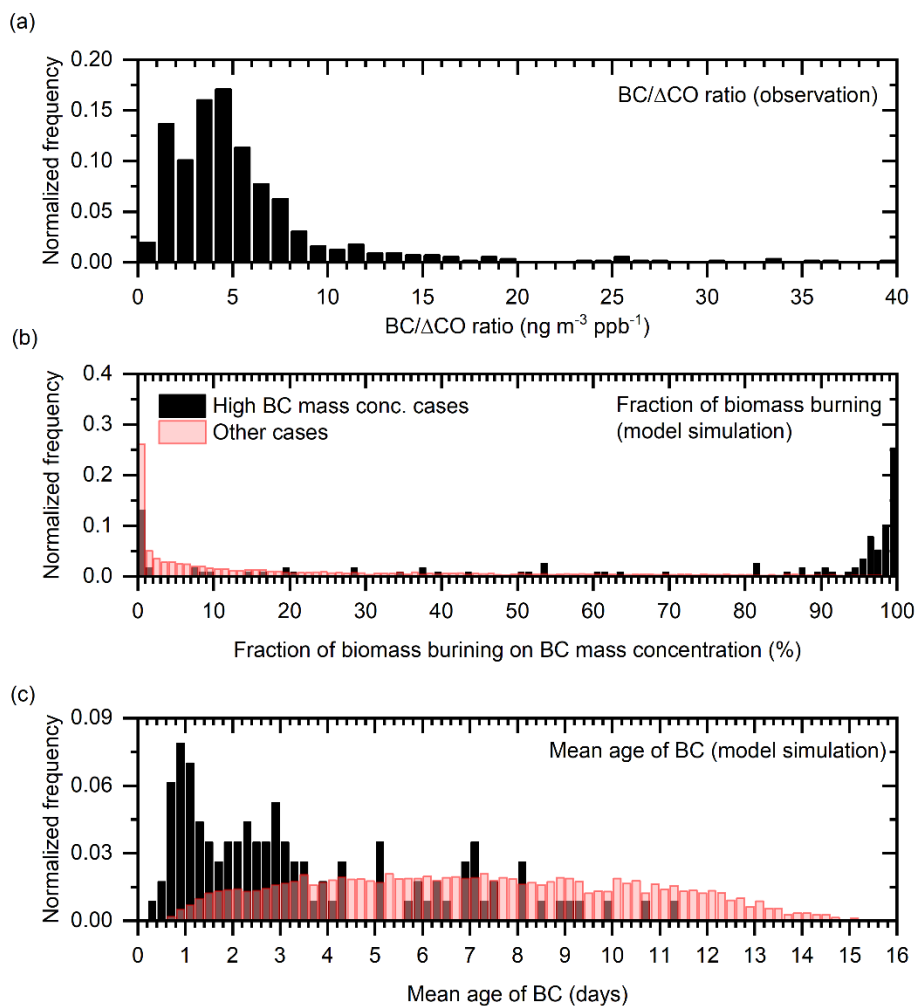 (a)
0.20
0.15
0.10
0.05
0.00
Normalized frequency
BC/ΔCO ratio (observation)
0 5 10 15 20 25 30 35 40
BC/ΔCO ratio (ng m⁻³ ppb⁻¹)
(b)
0.4
0.3
0.2
0.1
0.0
Normalized frequency
High BC mass conc. cases
Other cases
Fraction of biomass burning
(model simulation)
0 10 20 30 40 50 60 70 80 90 100
Fraction of biomass burining on BC mass concentration (%)
(c)
0.09
0.06
0.03
0.00
Normalized frequency
Mean age of BC (model simulation)
0 1 2 3 4 5 6 7 8 9 10 11 12 13 14 15 16
Mean age of BC (days)